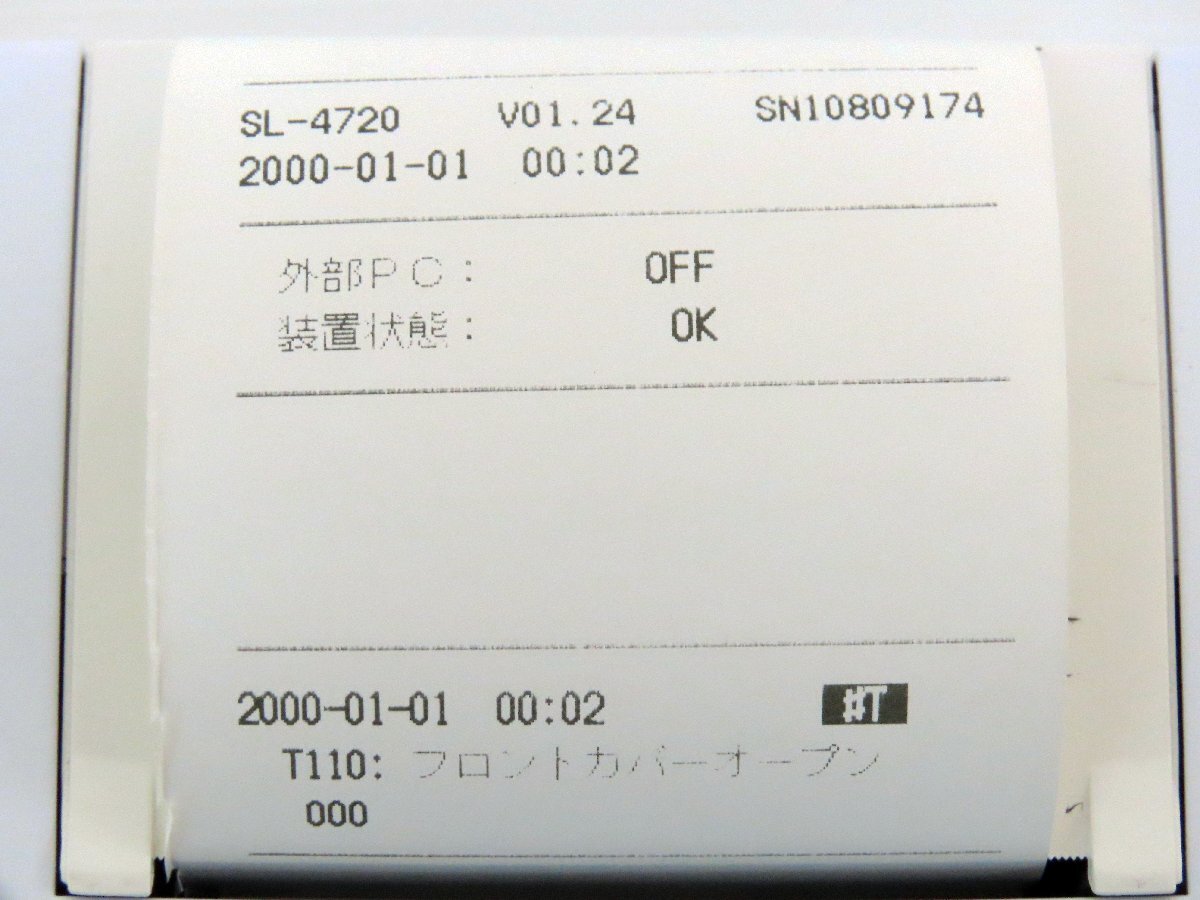 SL-4720 V01.24 SN10809174
2000-01-01 00:02
外部PC: OFF
装置状態: OK
2000-01-01 00:02 #T
T110: フロントカバーオープン
000